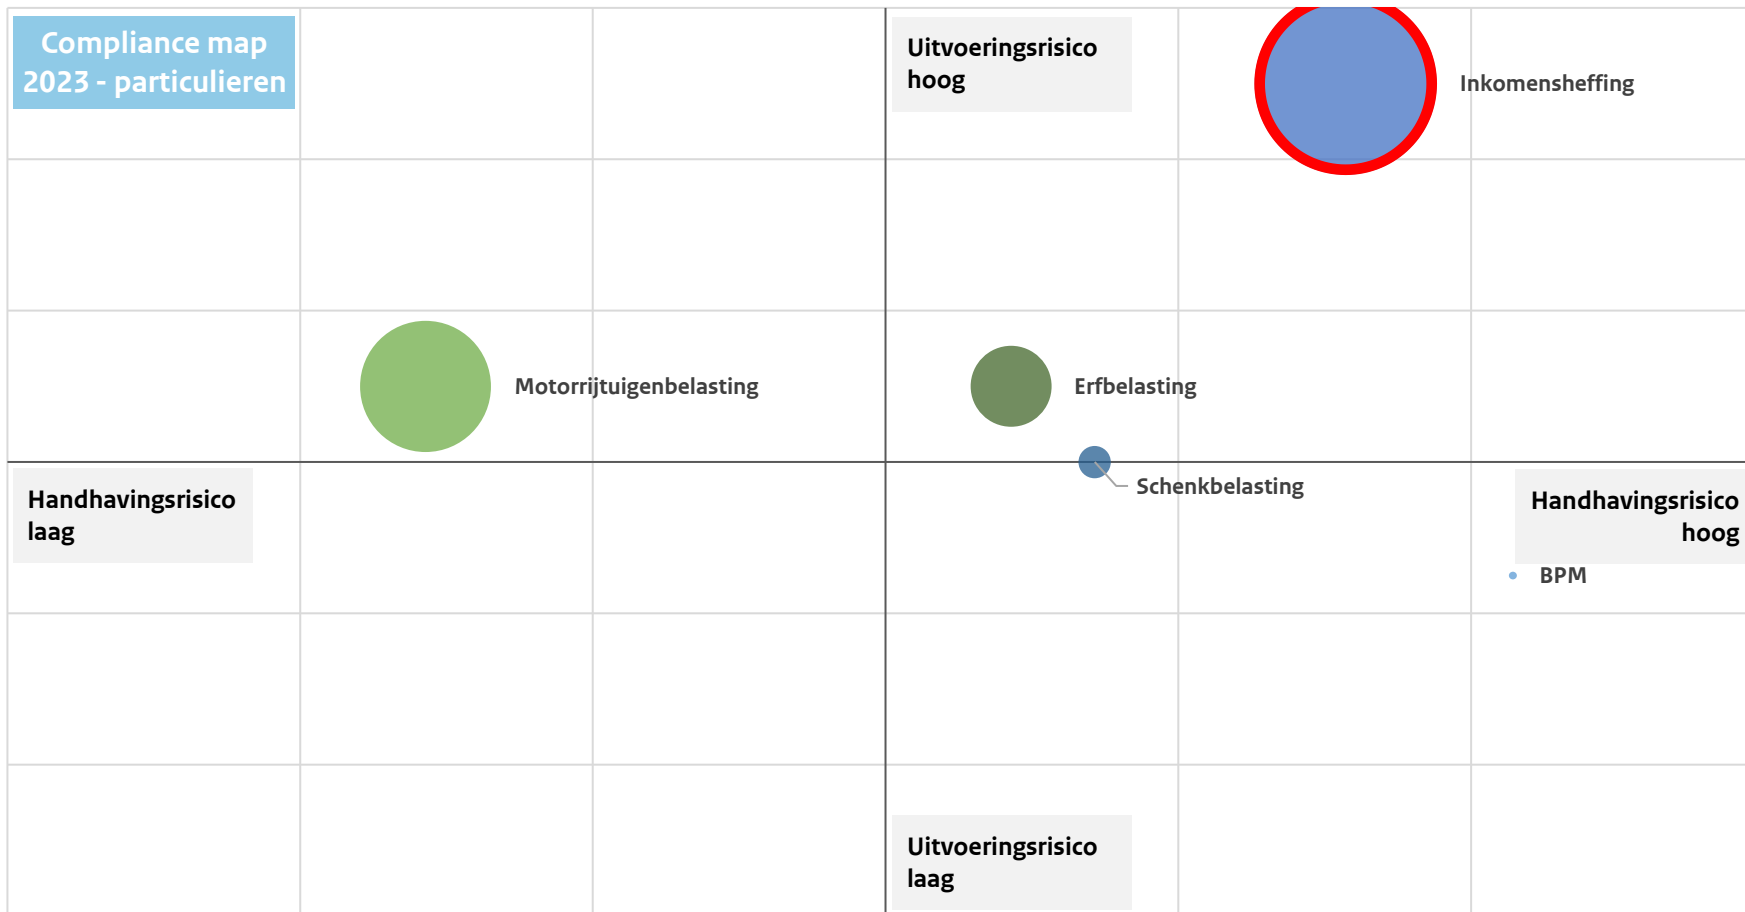 Compliance map
2023 - particulieren
Uitvoeringsrisico
hoog
Inkomensheffing
Motorrijtuigenbelasting
Erfbelasting
Schenkbelasting
Handhavingsrisico
laag
Handhavingsrisico
hoog
BPM
Uitvoeringsrisico
laag